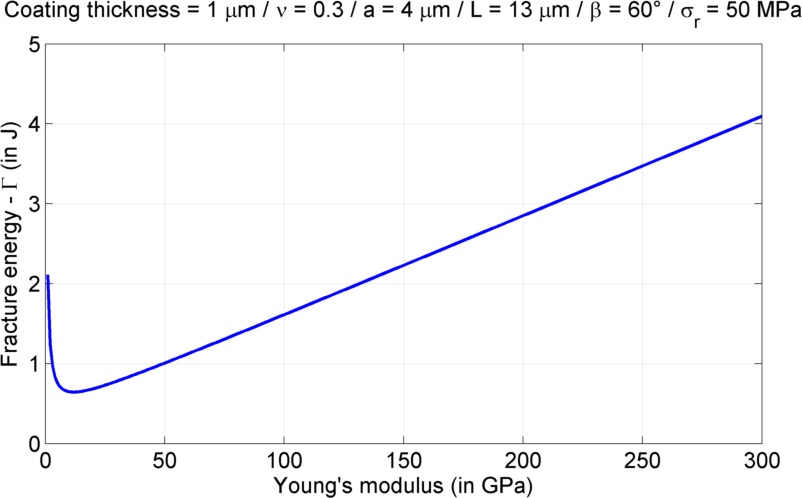 Coating thickness = 1 μm / ν = 0.3 / a = 4 μm / L = 13 μm / β = 60° / σr = 50 MPa
5
4
3
2
1
0
Fracture energy - Γ (in J)
0 50 100 150 200 250 300
Young's modulus (in GPa)